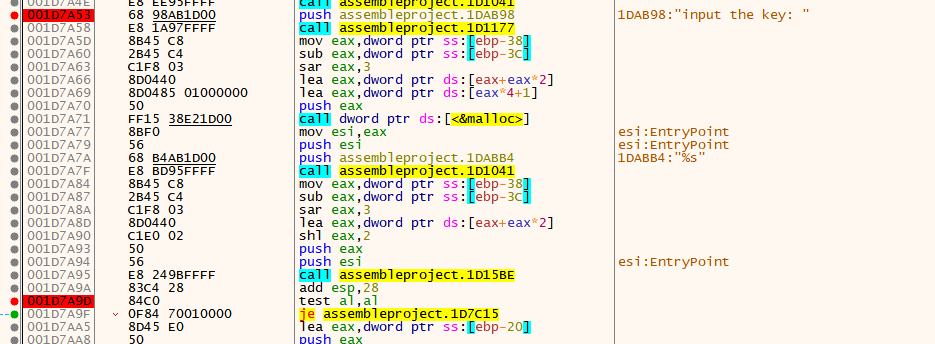 001D7A4E E8 EE95FFFF call assembleproject.1D1041
001D7A53 68 98AB1D00 push assembleproject.1DAB98 1DAB98:"input the key: "
001D7A58 E8 1A97FFFF call assembleproject.1D1177
001D7A5D 8B45 C8 mov eax,dword ptr ss:[ebp-38]
001D7A60 2B45 C4 sub eax,dword ptr ss:[ebp-3C]
001D7A63 C1F8 03 sar eax,3
001D7A66 8D0440 lea eax,dword ptr ds:[eax+eax*2]
001D7A69 8D0485 01000000 lea eax,dword ptr ds:[eax*4+1]
001D7A70 50 push eax
001D7A71 FF15 38E21D00 call dword ptr ds:[<&malloc>]
001D7A77 8BF0 mov esi,eax esi:EntryPoint
001D7A79 56 push esi esi:EntryPoint
001D7A7A 68 B4AB1D00 push assembleproject.1DABB4 1DABB4:"%s"
001D7A7F E8 BD95FFFF call assembleproject.1D1041
001D7A84 8B45 C8 mov eax,dword ptr ss:[ebp-38]
001D7A87 2B45 C4 sub eax,dword ptr ss:[ebp-3C]
001D7A8A C1F8 03 sar eax,3
001D7A8D 8D0440 lea eax,dword ptr ds:[eax+eax*2]
001D7A90 C1E0 02 shl eax,2
001D7A93 50 push eax
001D7A94 56 push esi esi:EntryPoint
001D7A95 E8 249BFFFF call assembleproject.1D15BE
001D7A9A 83C4 28 add esp,28
001D7A9D 84C0 test al,al
001D7A9F 0F84 70010000 je assembleproject.1D7C15
001D7AA5 8D45 E0 lea eax,dword ptr ss:[ebp-20]
001D7AA8 50 push eax